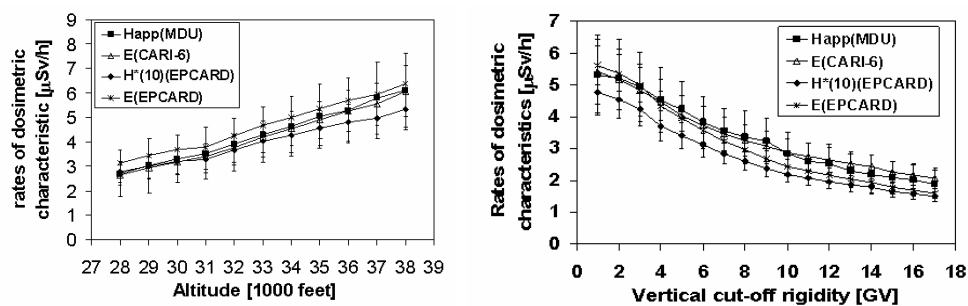 rates of dosimetric
characteristic [µSv/h]
9
8
7
6
5
4
3
2
1
0
Happ(MDU)
E(CARI-6)
H*(10)(EPCARD)
E(EPCARD)
27 28 29 30 31 32 33 34 35 36 37 38 39
Altitude [1000 feet]
Rates of dosimetric
characteristics [µSv/h]
7
6
5
4
3
2
1
0
Happ(MDU)
E(CARI-6)
H*(10)(EPCARD)
E(EPCARD)
0 2 4 6 8 10 12 14 16 18
Vertical cut-off rigidity [GV]